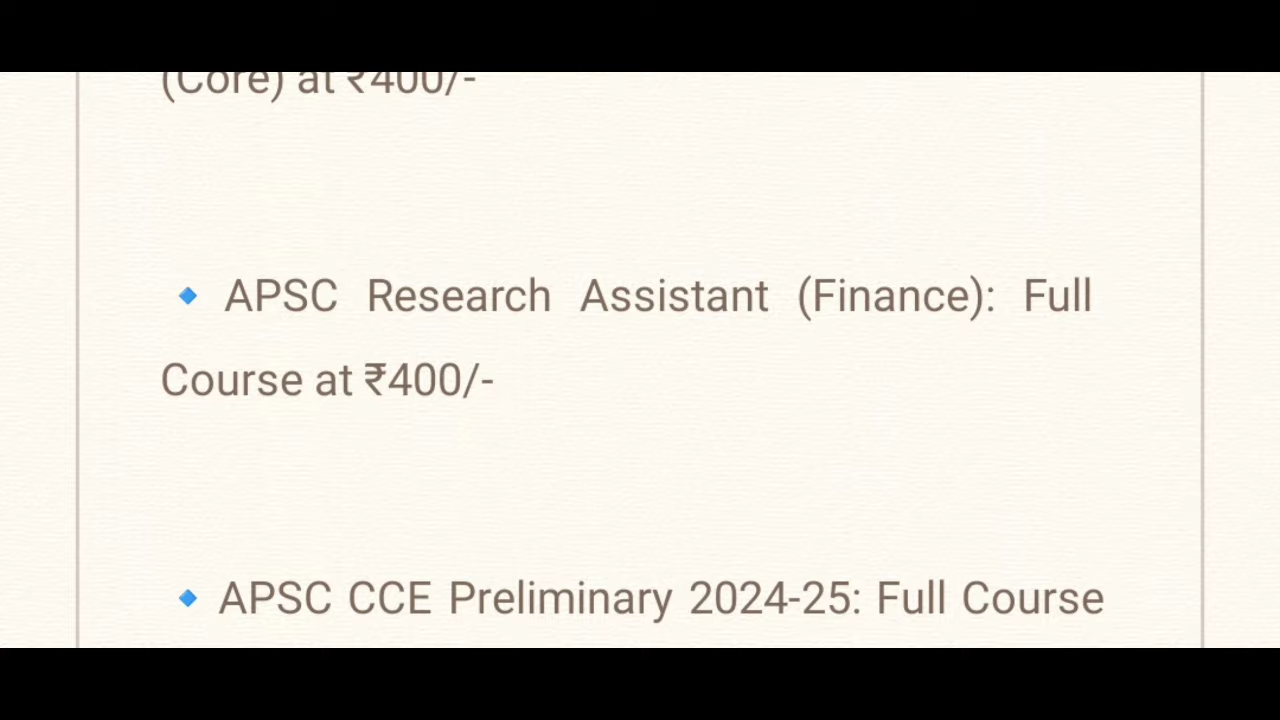 (Core) at ₹400/-
🔹 APSC Research Assistant (Finance): Full
Course at ₹400/-
🔹 APSC CCE Preliminary 2024-25: Full Course